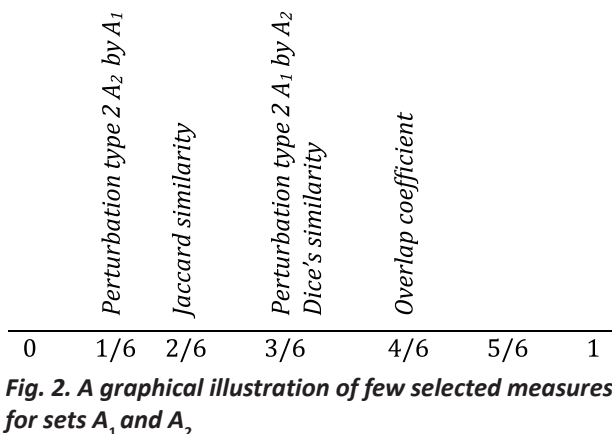 Perturbation type 2 A₂ by A₁
Jaccard similarity
Perturbation type 2 A₁ by A₂
Dice's similarity
Overlap coefficient
0 1/6 2/6 3/6 4/6 5/6 1
Fig. 2. A graphical illustration of few selected measures
for sets A₁ and A₂